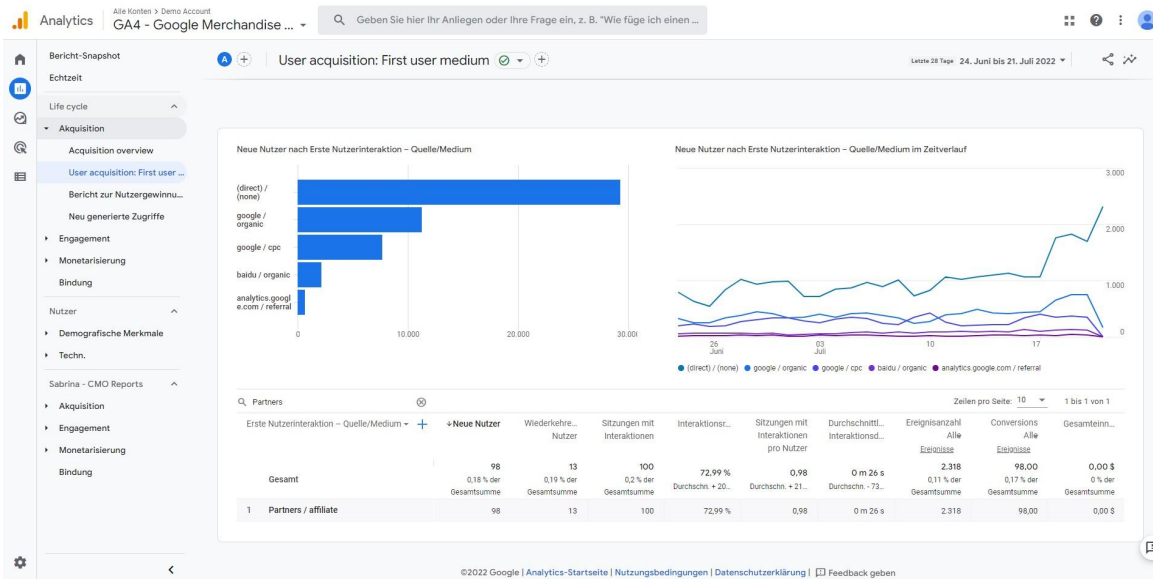 Analytics
Alle Konten > Demo Account
GA4 - Google Merchandise ...
Geben Sie hier Ihr Anliegen oder Ihre Frage ein, z. B. "Wie füge ich einen ...
Bericht-Snapshot
Echtzeit
Life cycle
Akquisition
Acquisition overview
User acquisition: First user ...
Bericht zur Nutzergewinnu...
Neu generierte Zugriffe
Engagement
Monetarisierung
Bindung
Nutzer
Demografische Merkmale
Techn.
Sabrina - CMO Reports
Akquisition
Engagement
Monetarisierung
Bindung
A
User acquisition: First user medium
Letzte 28 Tage 24. Juni bis 21. Juli 2022
Neue Nutzer nach Erste Nutzerinteraktion – Quelle/Medium
(direct) /
(none)
google /
organic
google / cpc
baidu / organic
analytics.googl
e.com / referral
0 10.000 20.000 30.00
Neue Nutzer nach Erste Nutzerinteraktion – Quelle/Medium im Zeitverlauf
3.000
2.000
1.000
0
26 03 10 17
Juni Juli
(direct) / (none) google / organic google / cpc baidu / organic analytics.google.com / referral
Partners
Zeilen pro Seite: 10 1 bis 1 von 1
Erste Nutzerinteraktion – Quelle/Medium
Neue Nutzer
Wiederkehre...
Nutzer
Sitzungen mit
Interaktionen
Interaktionsr...
Sitzungen mit
Interaktionen
pro Nutzer
Durchschnittl...
Interaktionsd...
Ereignisanzahl
Alle
Ereignisse
Conversions
Alle
Ereignisse
Gesamteinn...
Gesamt
98
0,18 % der
Gesamtsumme
13
0,19 % der
Gesamtsumme
100
0,2 % der
Gesamtsumme
72,99 %
Durchschn. + 20...
0,98
Durchschn. + 21...
0 m 26 s
Durchschn. - 73...
2.318
0,11 % der
Gesamtsumme
98,00
0,17 % der
Gesamtsumme
0,00 $
0 % der
Gesamtsumme
1 Partners / affiliate 98 13 100 72,99 % 0,98 0 m 26 s 2.318 98,00 0,00 $
©2022 Google | Analytics-Startseite | Nutzungsbedingungen | Datenschutzerklärung | Feedback geben